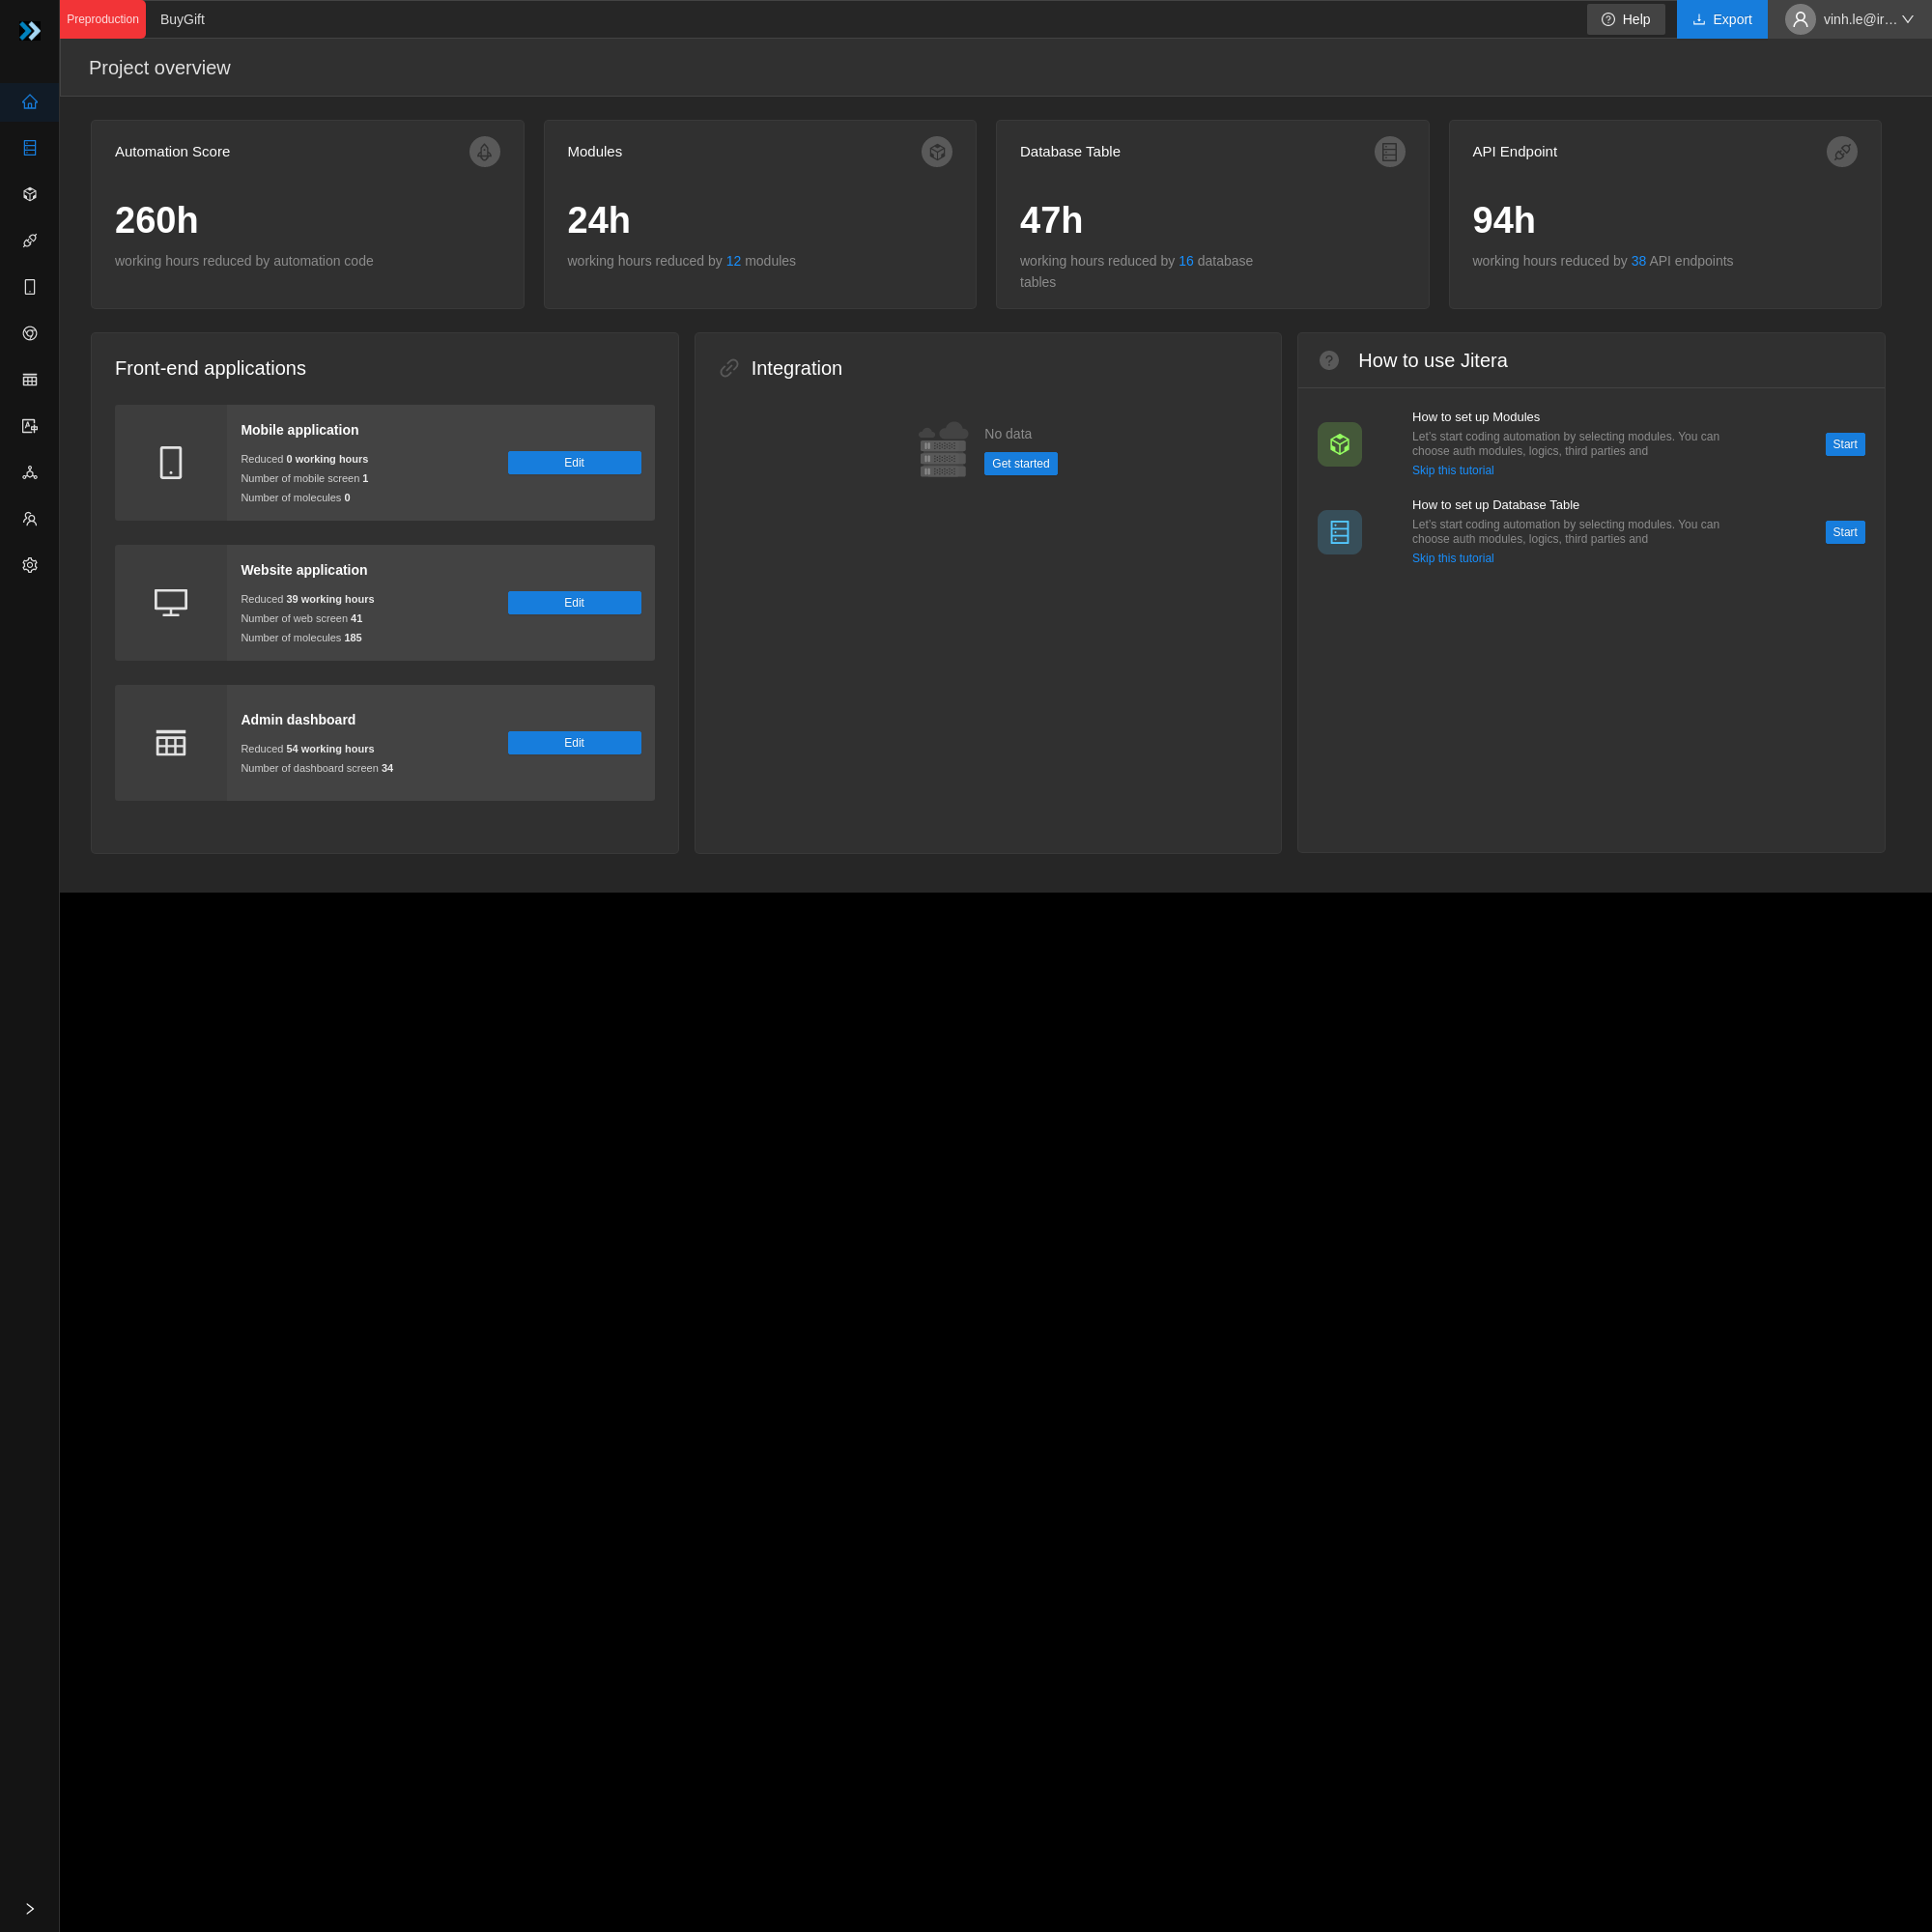 Preproduction
BuyGift
Help
Export
vinh.le@ir…
Project overview
Automation Score
260h
working hours reduced by automation code
Modules
24h
working hours reduced by 12 modules
Database Table
47h
working hours reduced by 16 database
tables
API Endpoint
94h
working hours reduced by 38 API endpoints
Front-end applications
Mobile application
Reduced 0 working hours
Number of mobile screen 1
Number of molecules 0
Edit
Website application
Reduced 39 working hours
Number of web screen 41
Number of molecules 185
Edit
Admin dashboard
Reduced 54 working hours
Number of dashboard screen 34
Edit
Integration
No data
Get started
How to use Jitera
How to set up Modules
Let's start coding automation by selecting modules. You can
choose auth modules, logics, third parties and
Skip this tutorial
Start
How to set up Database Table
Let's start coding automation by selecting modules. You can
choose auth modules, logics, third parties and
Skip this tutorial
Start